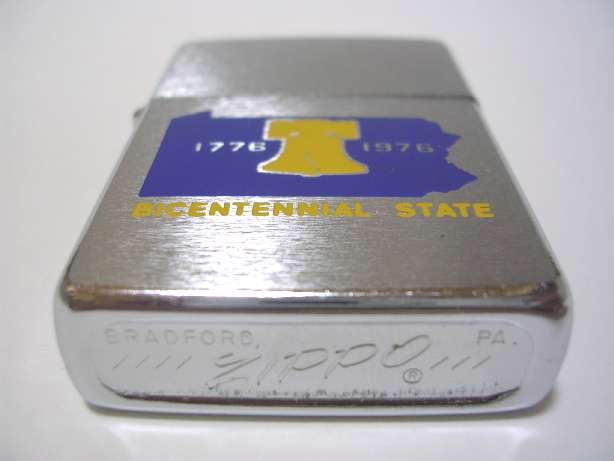 1776 1976
BICENTENNIAL STATE
BRADFORD PA.
//// ZIPPO ® ///